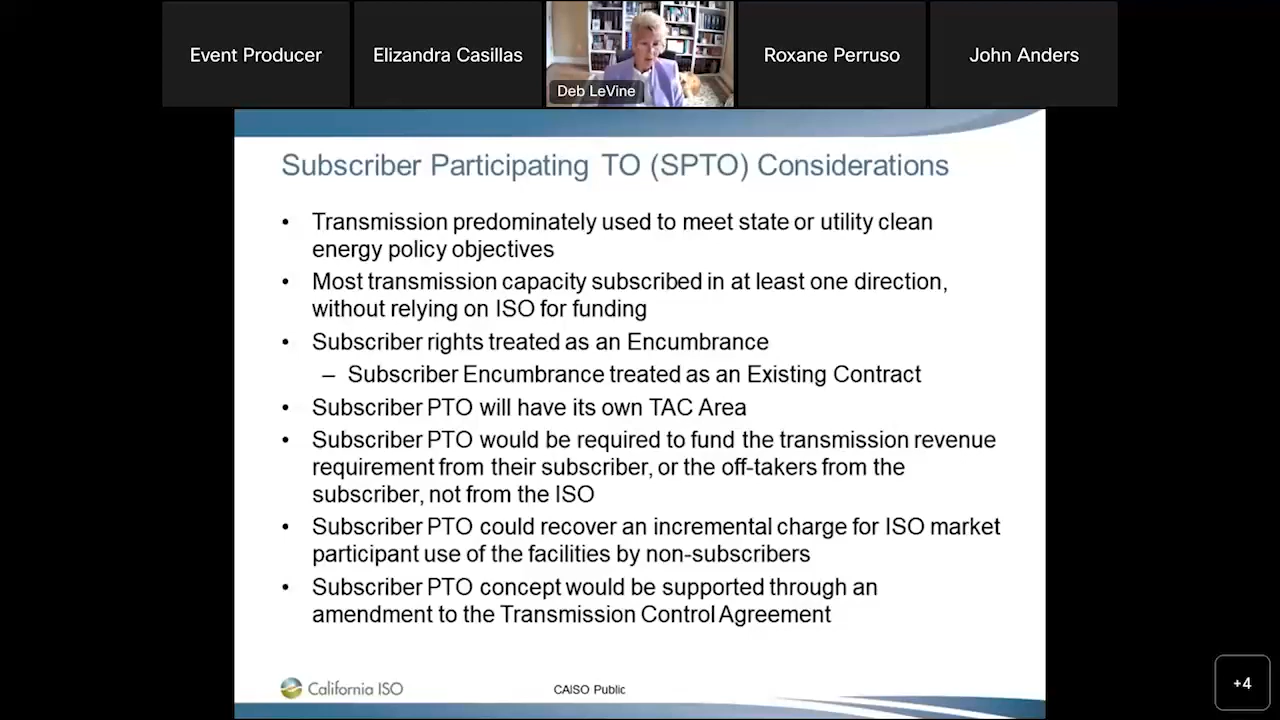 Event Producer
Elizandra Casillas
Deb LeVine
Roxane Perruso
John Anders
Subscriber Participating TO (SPTO) Considerations
• Transmission predominately used to meet state or utility clean
energy policy objectives
• Most transmission capacity subscribed in at least one direction,
without relying on ISO for funding
• Subscriber rights treated as an Encumbrance
– Subscriber Encumbrance treated as an Existing Contract
• Subscriber PTO will have its own TAC Area
• Subscriber PTO would be required to fund the transmission revenue
requirement from their subscriber, or the off-takers from the
subscriber, not from the ISO
• Subscriber PTO could recover an incremental charge for ISO market
participant use of the facilities by non-subscribers
• Subscriber PTO concept would be supported through an
amendment to the Transmission Control Agreement
California ISO
CAISO Public
+4